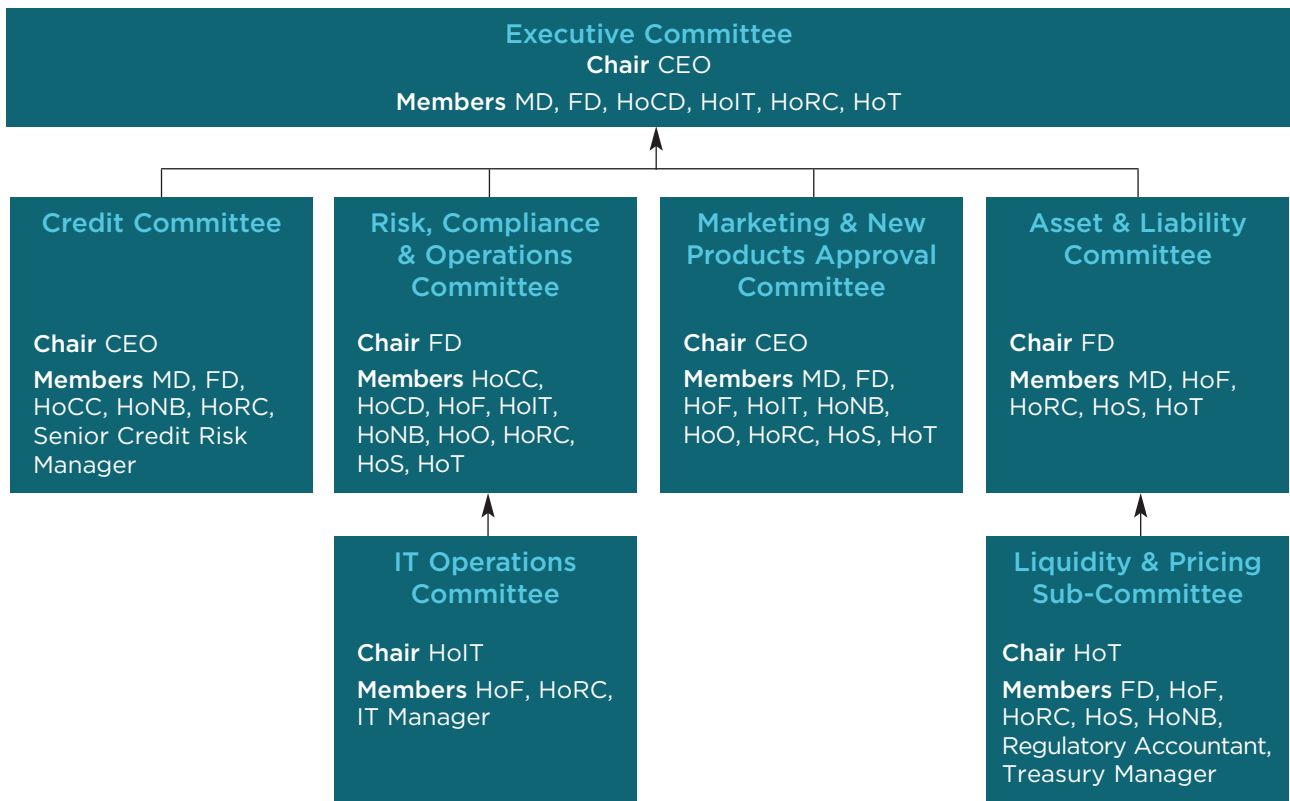 Executive Committee
Chair CEO
Members MD, FD, HoCD, HoIT, HoRC, HoT
Credit Committee
Chair CEO
Members MD, FD,
HoCC, HoNB, HoRC,
Senior Credit Risk
Manager
Risk, Compliance
& Operations
Committee
Chair FD
Members HoCC,
HoCD, HoF, HoIT,
HoNB, HoO, HoRC,
HoS, HoT
Marketing & New
Products Approval
Committee
Chair CEO
Members MD, FD,
HoF, HoIT, HoNB,
HoO, HoRC, HoS, HoT
Asset & Liability
Committee
Chair FD
Members MD, HoF,
HoRC, HoS, HoT
IT Operations
Committee
Chair HoIT
Members HoF, HoRC,
IT Manager
Liquidity & Pricing
Sub-Committee
Chair HoT
Members FD, HoF,
HoRC, HoS, HoNB,
Regulatory Accountant,
Treasury Manager